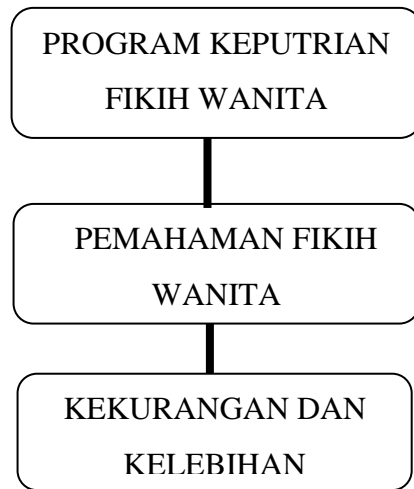 PROGRAM KEPUTRIAN
FIKIH WANITA
PEMAHAMAN FIKIH
WANITA
KEKURANGAN DAN
KELEBIHAN